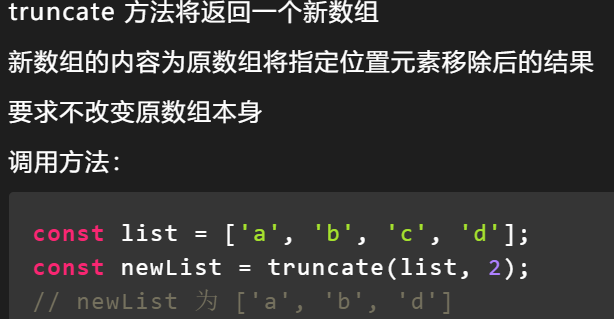 truncate 方法将返回一个新数组
新数组的内容为原数组将指定位置元素移除后的结果
要求不改变原数组本身
调用方法：
const list = ['a', 'b', 'c', 'd'];
const newList = truncate(list, 2);
// newList 为 ['a', 'b', 'd']